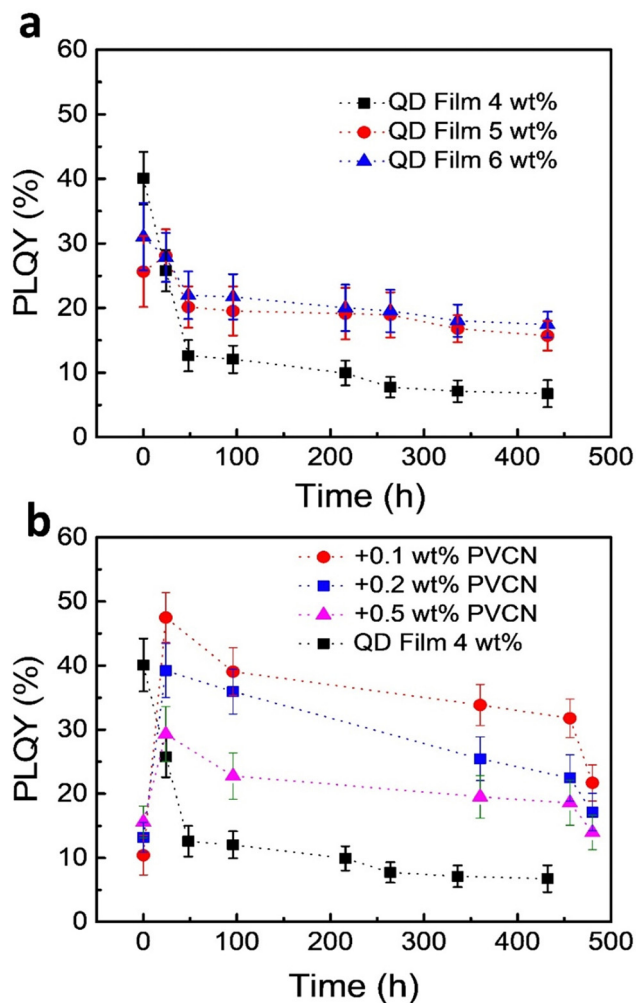 a
60
50
40
30
20
10
0
PLQY (%)
QD Film 4 wt%
QD Film 5 wt%
QD Film 6 wt%
0 100 200 300 400 500
Time (h)
b
60
50
40
30
20
10
0
PLQY (%)
+0.1 wt% PVCN
+0.2 wt% PVCN
+0.5 wt% PVCN
QD Film 4 wt%
0 100 200 300 400 500
Time (h)